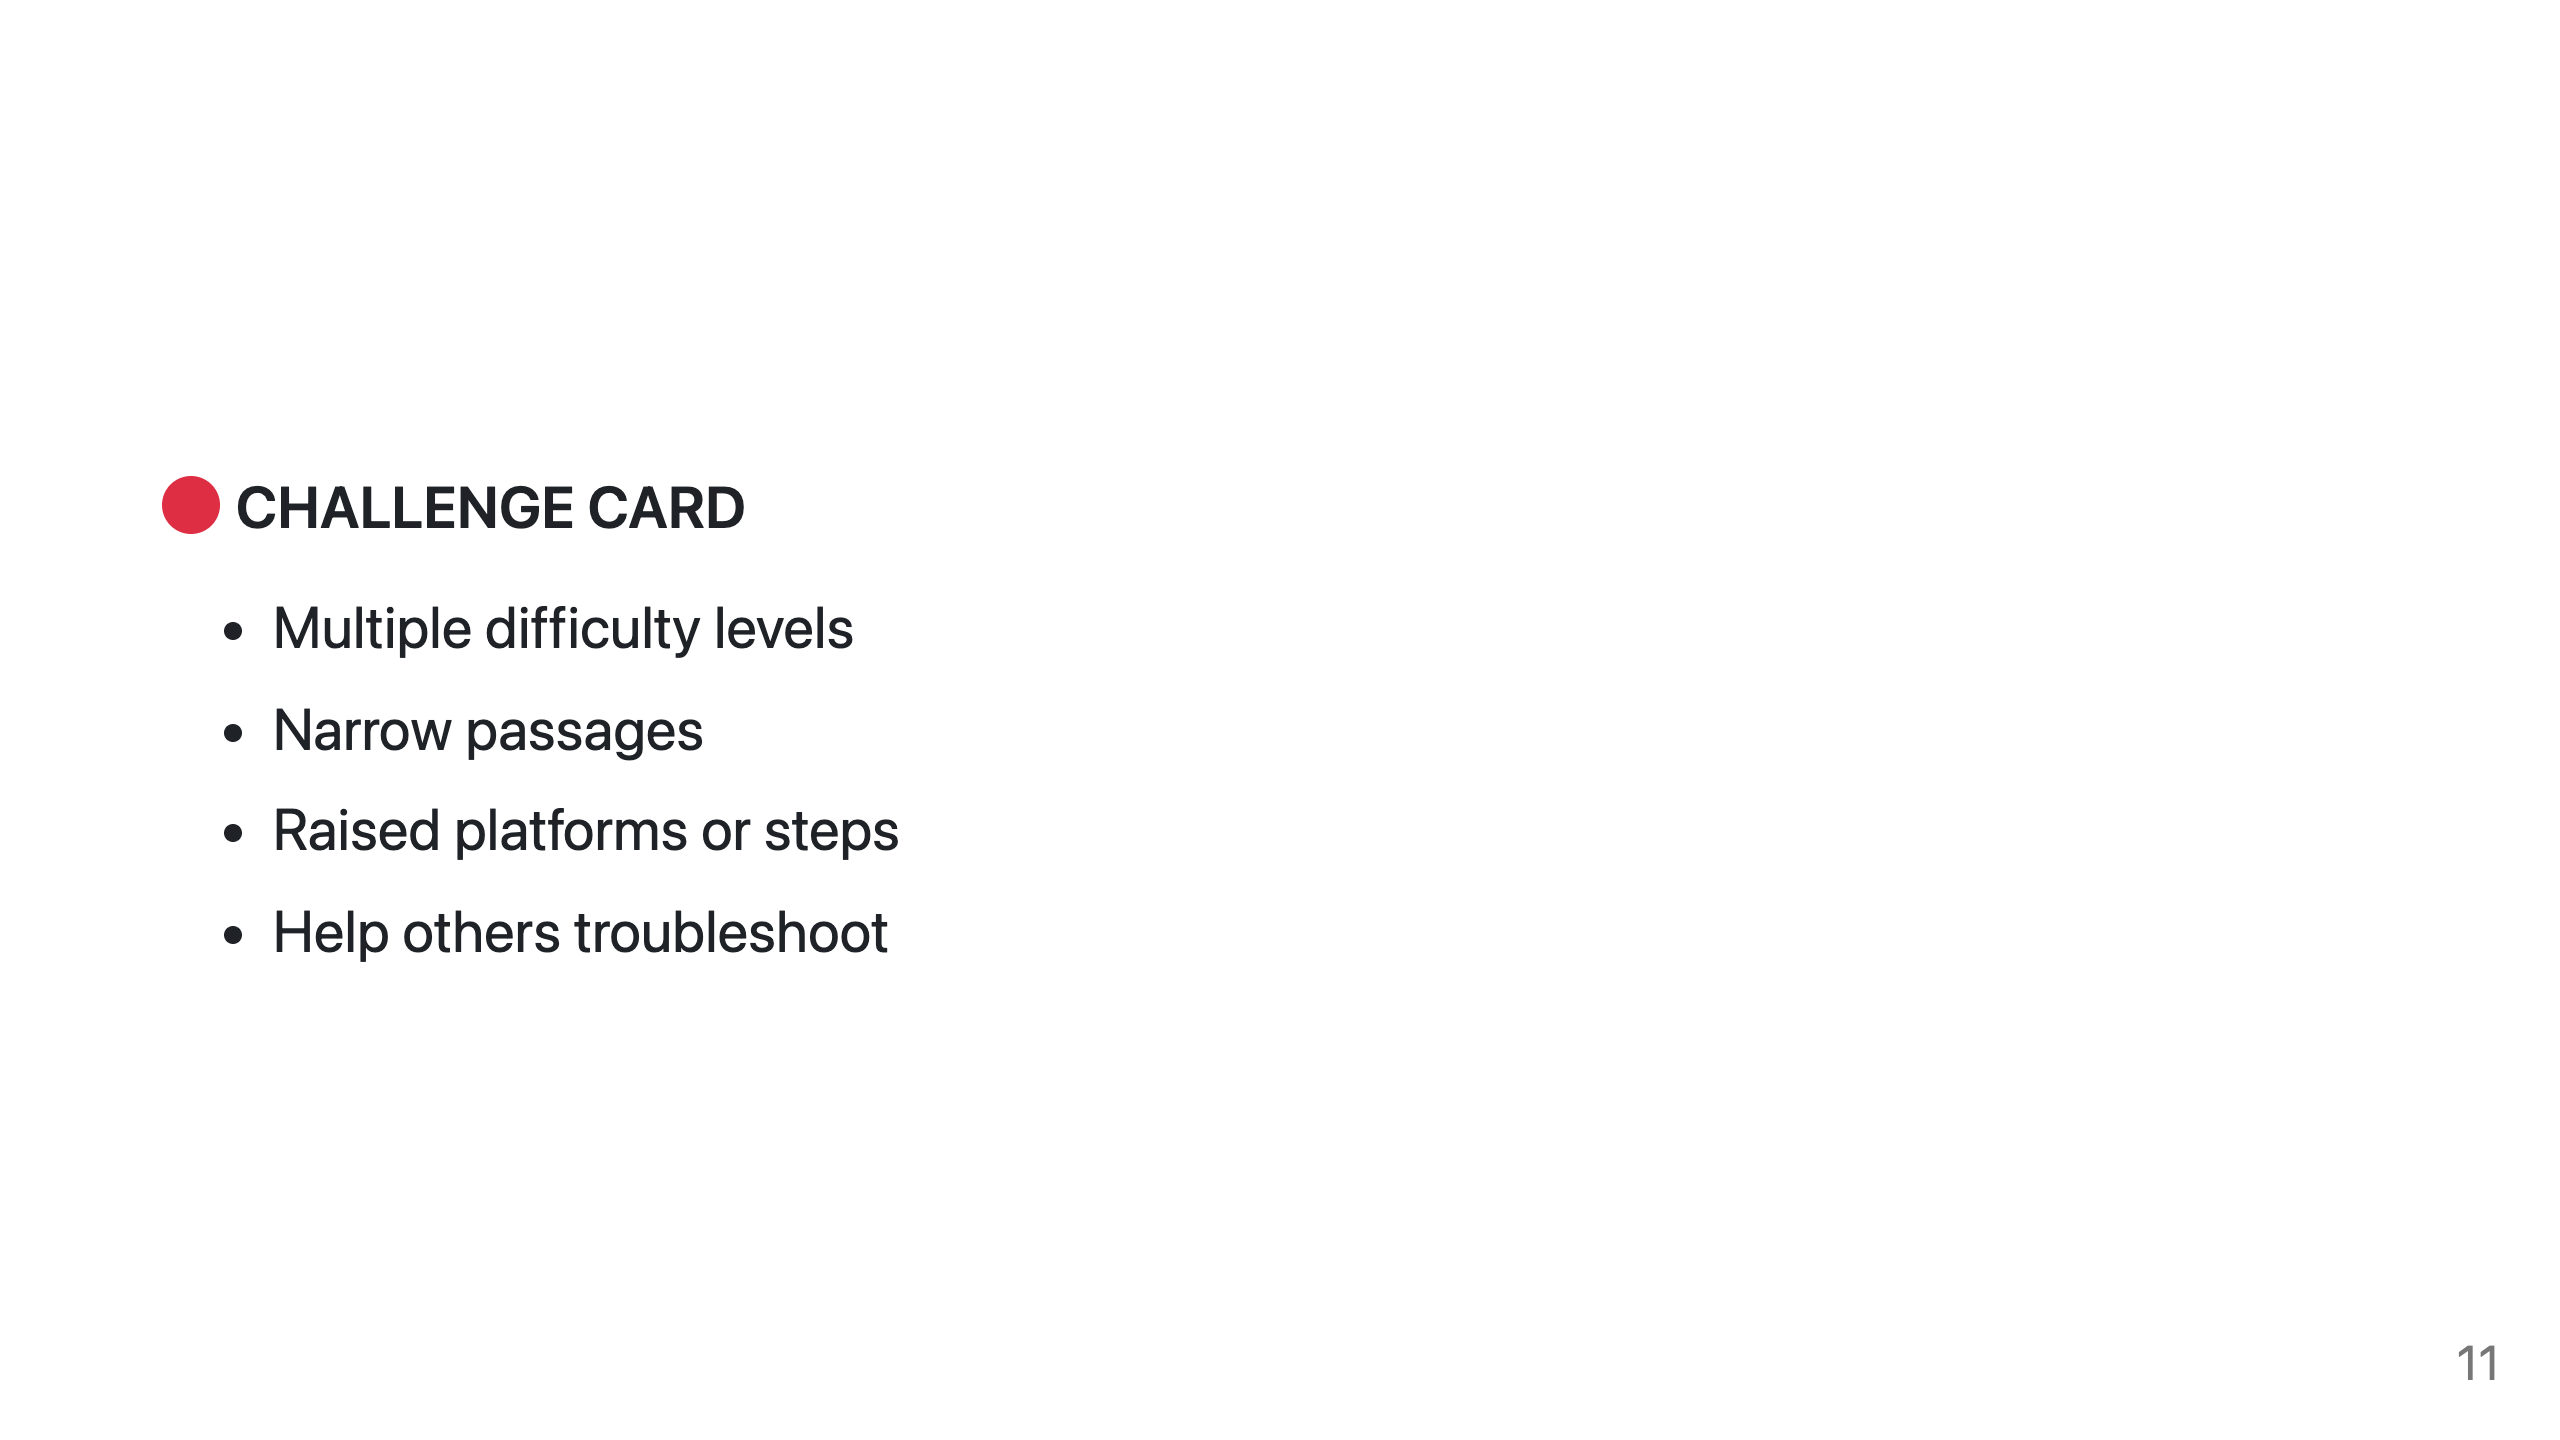 🔴 CHALLENGE CARD
• Multiple difficulty levels
• Narrow passages
• Raised platforms or steps
• Help others troubleshoot
11